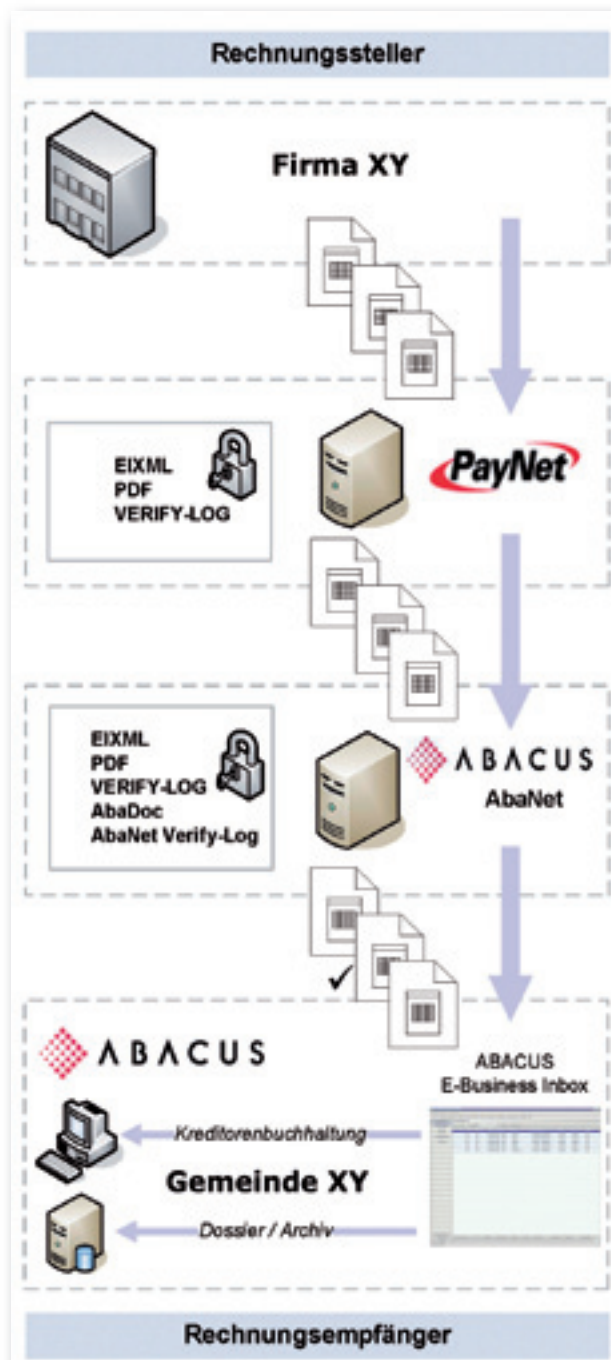 Rechnungssteller
Firma XY
EIXML
PDF
VERIFY-LOG
PayNet
EIXML
PDF
VERIFY-LOG
AbaDoc
AbaNet Verify-Log
ABACUS
AbaNet
ABACUS
ABACUS
E-Business Inbox
Kreditorenbuchhaltung
Gemeinde XY
Dossier / Archiv
Rechnungsempfänger